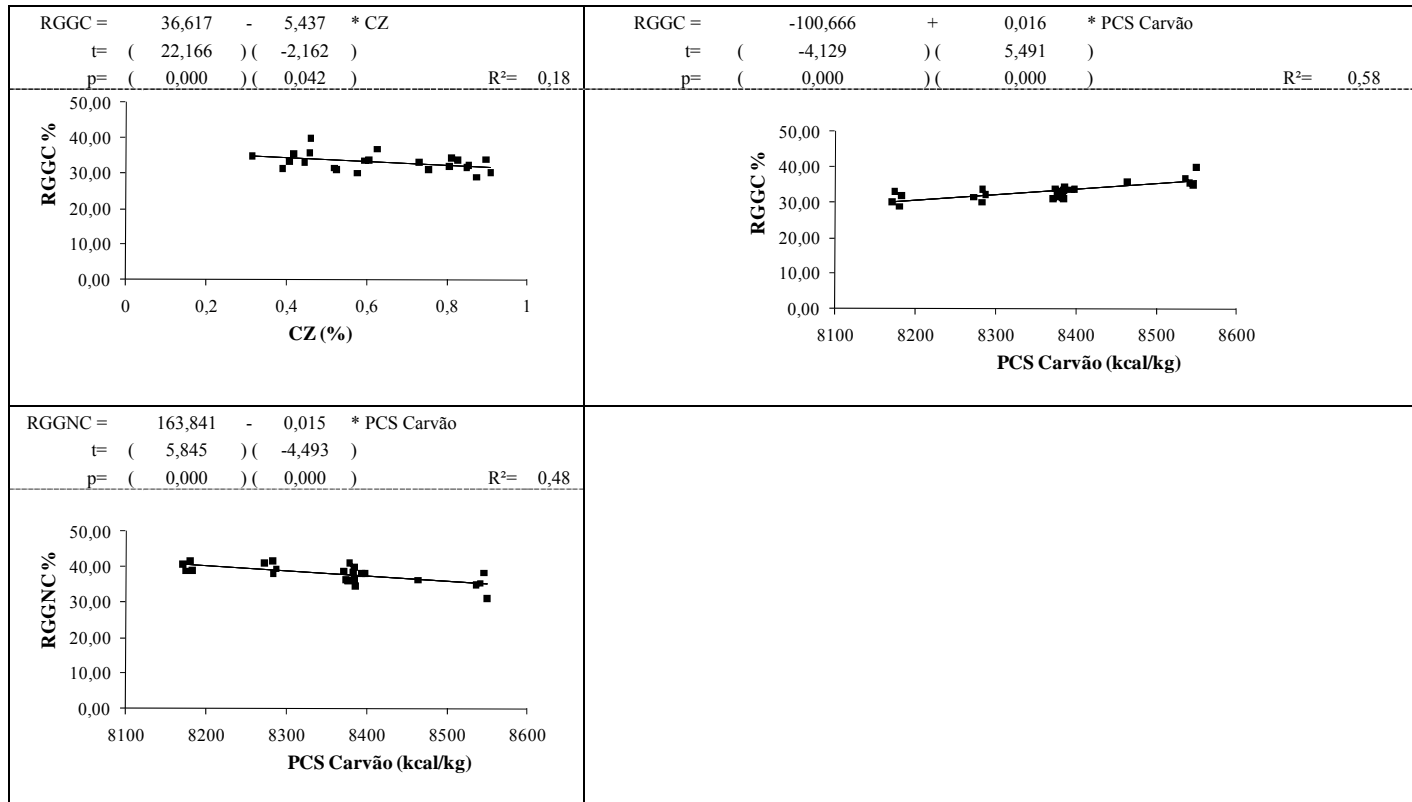 RGGC = 36,617 - 5,437 * CZ
t= ( 22,166 ) ( -2,162 )
p= ( 0,000 ) ( 0,042 ) R²= 0,18
50,00
40,00
30,00
20,00
10,00
0,00
RGGC %
0 0,2 0,4 0,6 0,8 1
CZ (%)
RGGC = -100,666 + 0,016 * PCS Carvão
t= ( -4,129 ) ( 5,491 )
p= ( 0,000 ) ( 0,000 ) R²= 0,58
50,00
40,00
30,00
20,00
10,00
0,00
RGGC %
8100 8200 8300 8400 8500 8600
PCS Carvão (kcal/kg)
RGGNC = 163,841 - 0,015 * PCS Carvão
t= ( 5,845 ) ( -4,493 )
p= ( 0,000 ) ( 0,000 ) R²= 0,48
50,00
40,00
30,00
20,00
10,00
0,00
RGGNC %
8100 8200 8300 8400 8500 8600
PCS Carvão (kcal/kg)